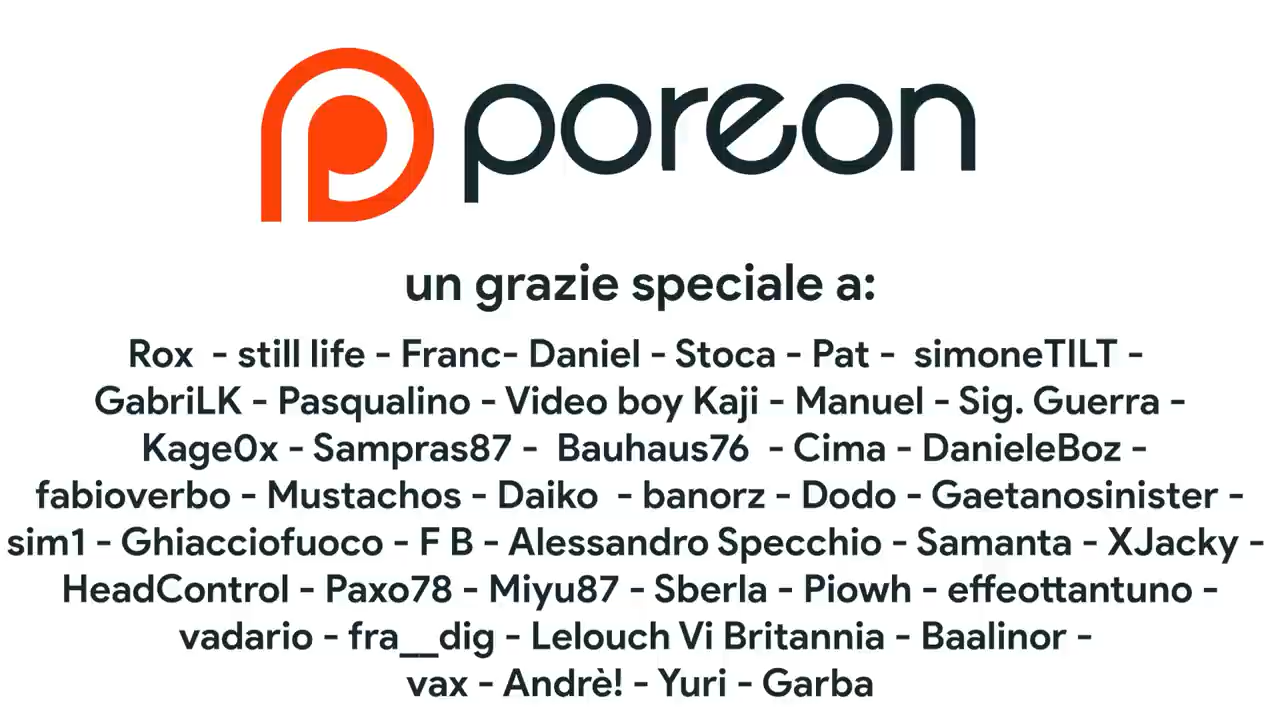 poreon
un grazie speciale a:
Rox - still life - Franc- Daniel - Stoca - Pat - simoneTILT -
GabriLK - Pasqualino - Video boy Kaji - Manuel - Sig. Guerra -
Kage0x - Sampras87 - Bauhaus76 - Cima - DanieleBoz -
fabioverbo - Mustachos - Daiko - banorz - Dodo - Gaetanosinister -
sim1 - Ghiacciofuoco - F B - Alessandro Specchio - Samanta - XJacky -
HeadControl - Paxo78 - Miyu87 - Sberla - Piowh - effeottantuno -
vadario - fra__dig - Lelouch Vi Britannia - Baalinor -
vax - Andrè! - Yuri - Garba